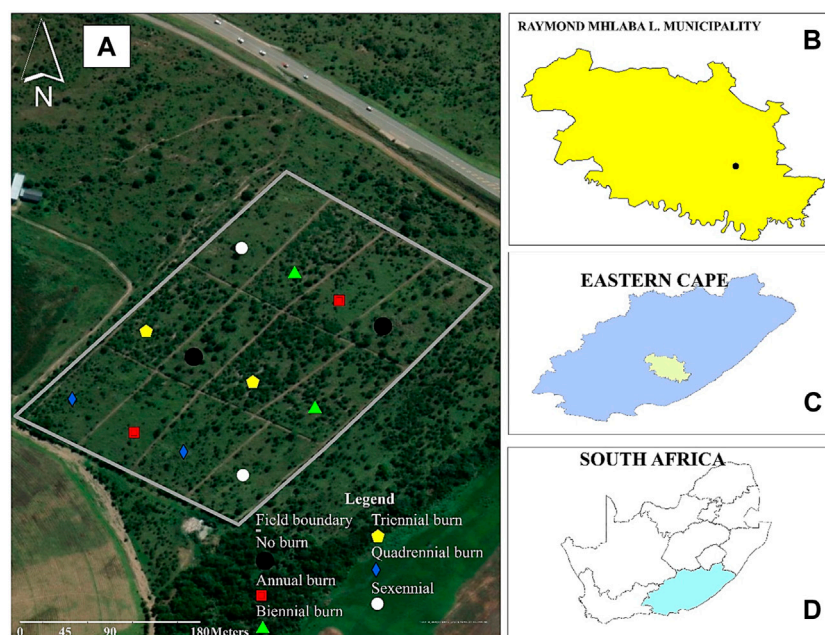 A
N
Legend
Field boundary
No burn
Annual burn
Biennial burn
Triennial burn
Quadrennial burn
Sexennial
0 45 90 180Meters
RAYMOND MHLABA L. MUNICIPALITY
B
EASTERN CAPE
C
SOUTH AFRICA
D